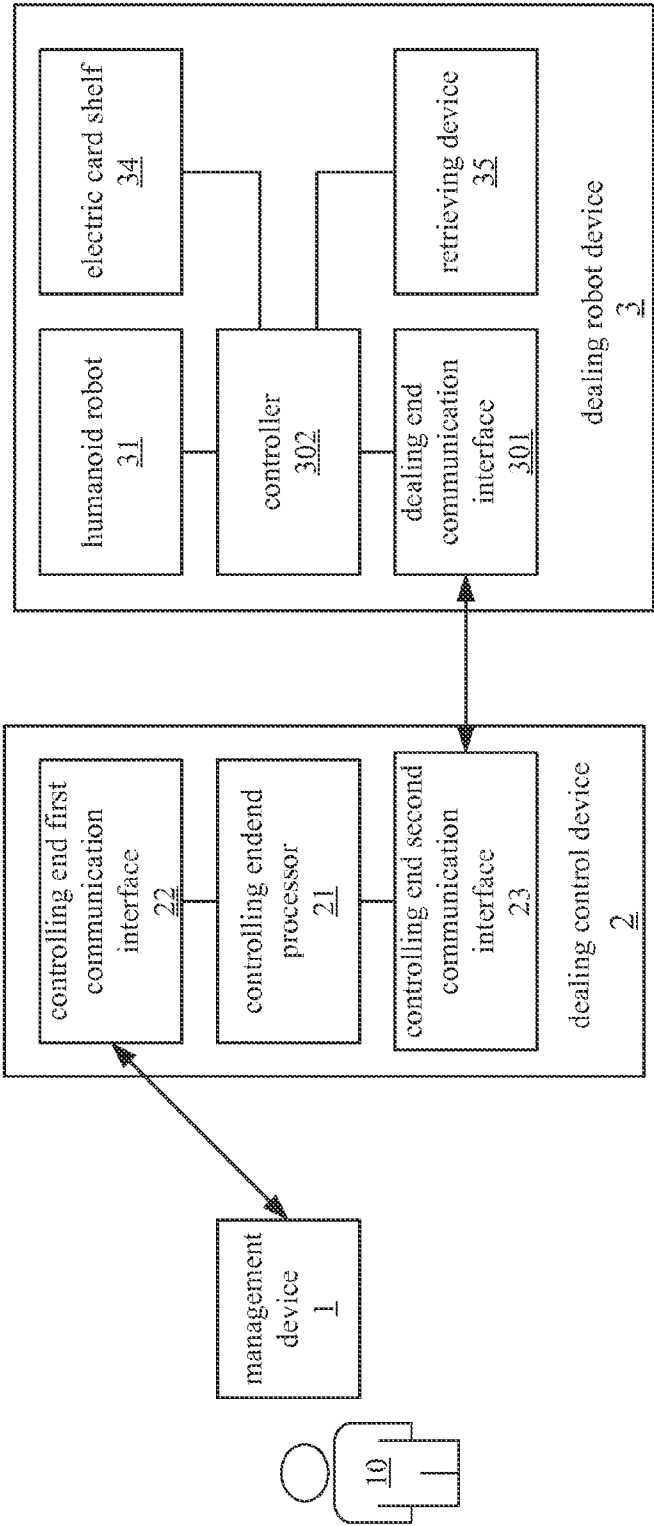 10
management
device
1
controlling end first
communication
interface
22
controlling endend
processor
21
controlling end second
communication
interface
23
dealing control device
2
humanoid robot
31
electric card shelf
34
controller
302
dealing end
communication
interface
301
retrieving device
35
dealing robot device
3